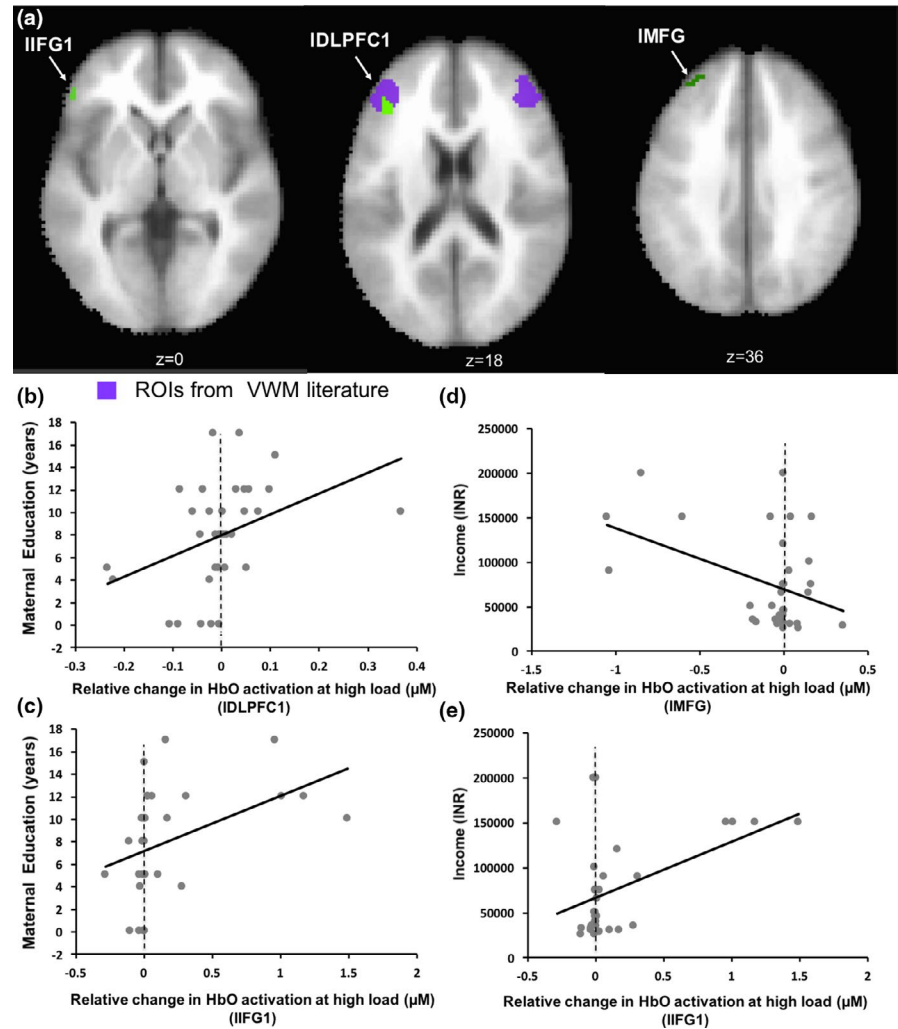 (a)
lIFG1
lDLPFC1
lMFG
z=0
z=18
z=36
ROIs from VWM literature
(b)
Maternal Education (years)
18
16
14
12
10
8
6
4
2
0
-2
-0.3
-0.2
-0.1
0
0.1
0.2
0.3
0.4
Relative change in HbO activation at high load (µM)
(lDLPFC1)
(d)
Income (INR)
250000
200000
150000
100000
50000
0
-1.5
-1
-0.5
0
0.5
Relative change in HbO activation at high load (µM)
(lMFG)
(c)
Maternal Education (years)
18
16
14
12
10
8
6
4
2
0
-2
-0.5
0
0.5
1
1.5
2
Relative change in HbO activation at high load (µM)
(lIFG1)
(e)
Income (INR)
250000
200000
150000
100000
50000
0
-0.5
0
0.5
1
1.5
2
Relative change in HbO activation at high load (µM)
(lIFG1)